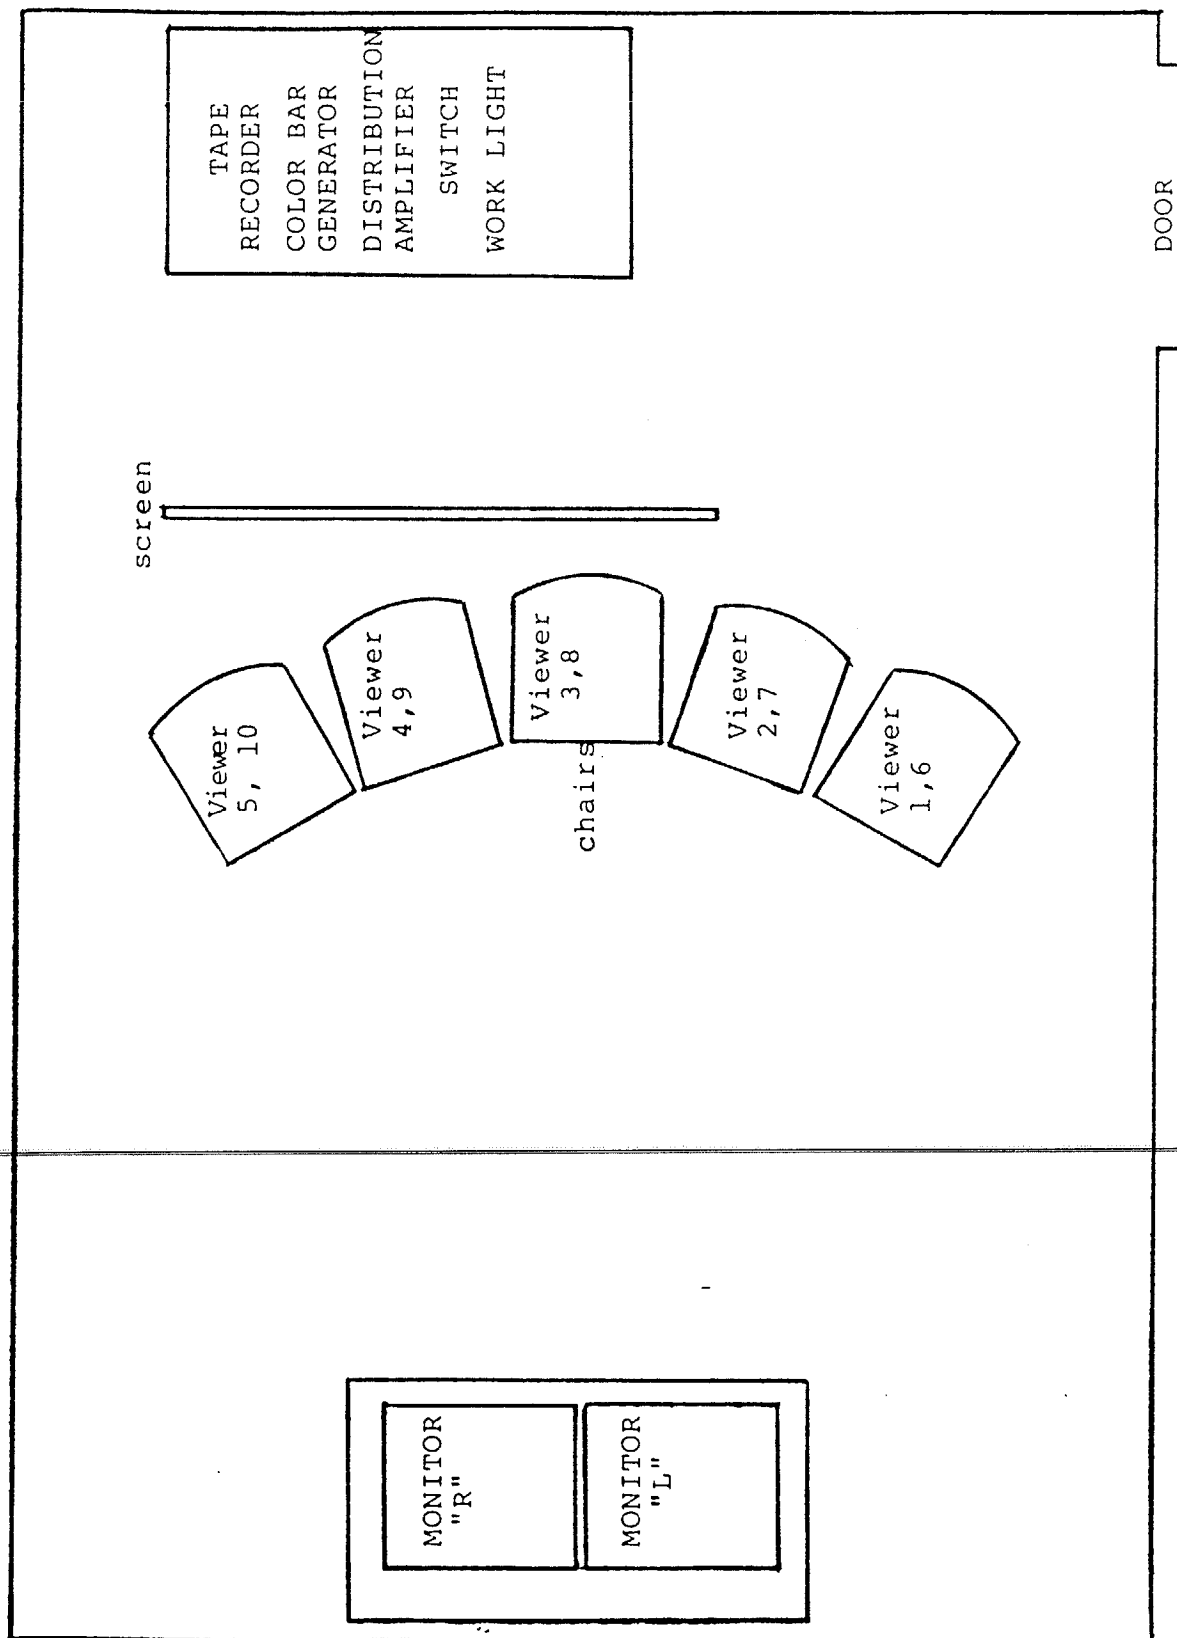 TAPE
RECORDER
COLOR BAR
GENERATOR
DISTRIBUTION
AMPLIFIER
SWITCH
WORK LIGHT
DOOR
screen
Viewer
5, 10
Viewer
4,9
Viewer
3,8
Viewer
2,7
Viewer
1,6
chairs
MONITOR
"R"
MONITOR
"L"